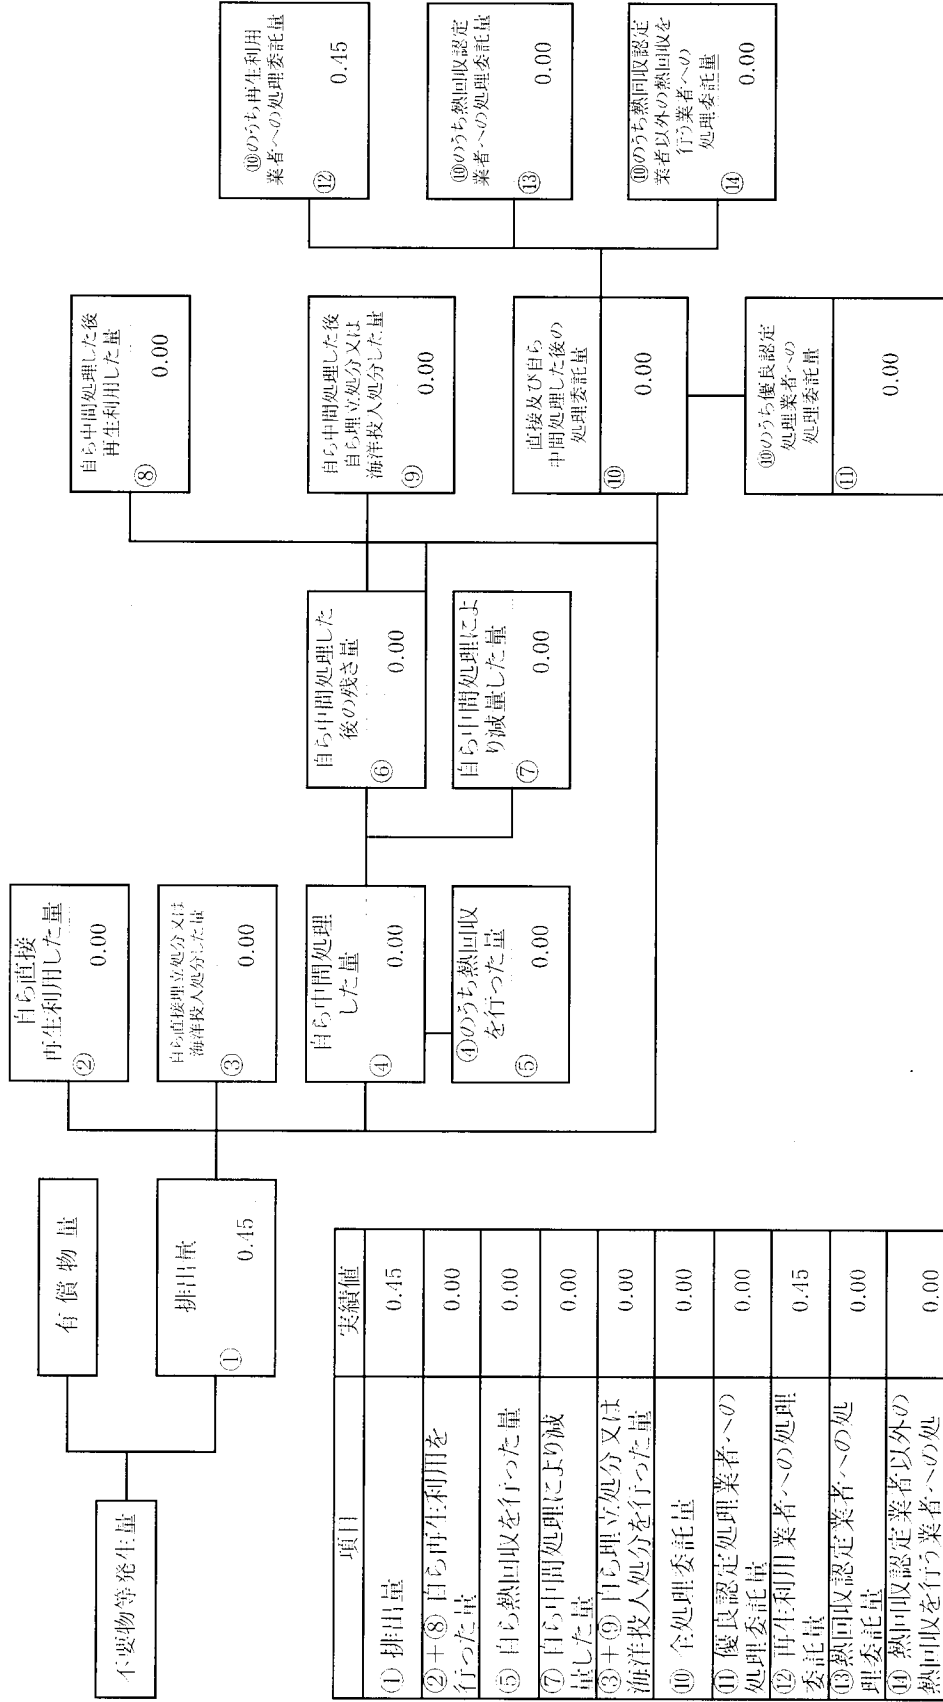 不要物等発生量
有 償 物 量
排出量
①
0.45
自ら直接
再生利用した量
②
0.00
自ら直接埋立処分又は
海洋投入処分した量
③
0.00
自ら中間処理
した量
④
0.00
④のうち熱回収
を行った量
⑤
0.00
自ら中間処理した
後の残さ量
⑥
0.00
自ら中間処理によ
り減量した量
⑦
0.00
自ら中間処理した後
再生利用した量
⑧
0.00
自ら中間処理した後
自ら埋立処分又は
海洋投入処分した量
⑨
0.00
直接及び自ら
中間処理した後の
処理委託量
⑩
0.00
⑩のうち優良認定
処理業者への
処理委託量
⑪
0.00
⑩のうち再生利用
業者への処理委託量
⑫
0.45
⑩のうち熱回収認定
業者への処理委託量
⑬
0.00
⑩のうち熱回収認定
業者以外の熱回収を
行う業者への
処理委託量
⑭
0.00
項目 実績値
① 排出量 0.45
②+⑧ 自ら再生利用を
行った量 0.00
⑤ 自ら熱回収を行った量 0.00
⑦ 自ら中間処理により減
量した量 0.00
③+⑨ 自ら埋立処分又は
海洋投入処分を行った量 0.00
⑩ 全処理委託量 0.00
⑪ 優良認定処理業者への
処理委託量 0.00
⑫ 再生利用業者への処理
委託量 0.45
⑬熱回収認定業者への処
理委託量 0.00
⑭ 熱回収認定業者以外の
熱回収を行う業者への処 0.00